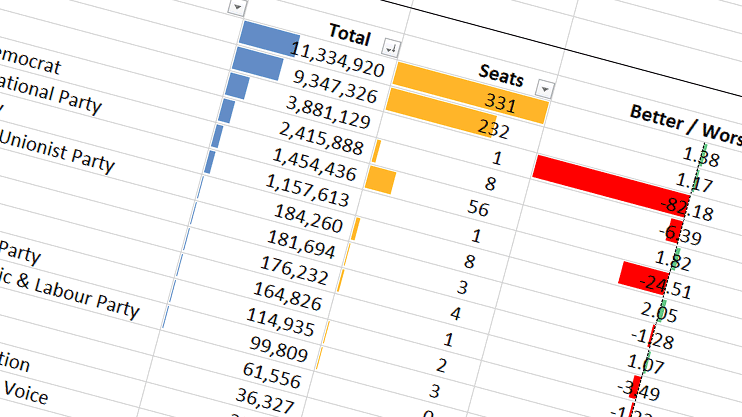 Total Seats Better / Wors
11,334,920 331 1.38
9,347,326 232 1.17
3,881,129 1 -82.18
emocrat 2,415,888 8 -6.39
ational Party 1,454,436 56 1.82
1,157,613 1 -24.51
Unionist Party 184,260 8 2.05
181,694 3 -1.28
176,232 4 1.07
164,826 1 -3.49
Party 114,935 2
ic & Labour Party 99,809 3
61,556
36,327
tion
Voice